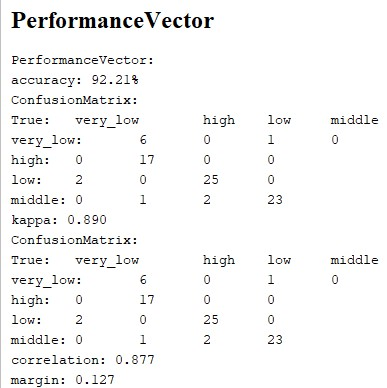 PerformanceVector
PerformanceVector:
accuracy: 92.21%
ConfusionMatrix:
True: very_low high low middle
very_low: 6 0 1 0
high: 0 17 0 0
low: 2 0 25 0
middle: 0 1 2 23
kappa: 0.890
ConfusionMatrix:
True: very_low high low middle
very_low: 6 0 1 0
high: 0 17 0 0
low: 2 0 25 0
middle: 0 1 2 23
correlation: 0.877
margin: 0.127